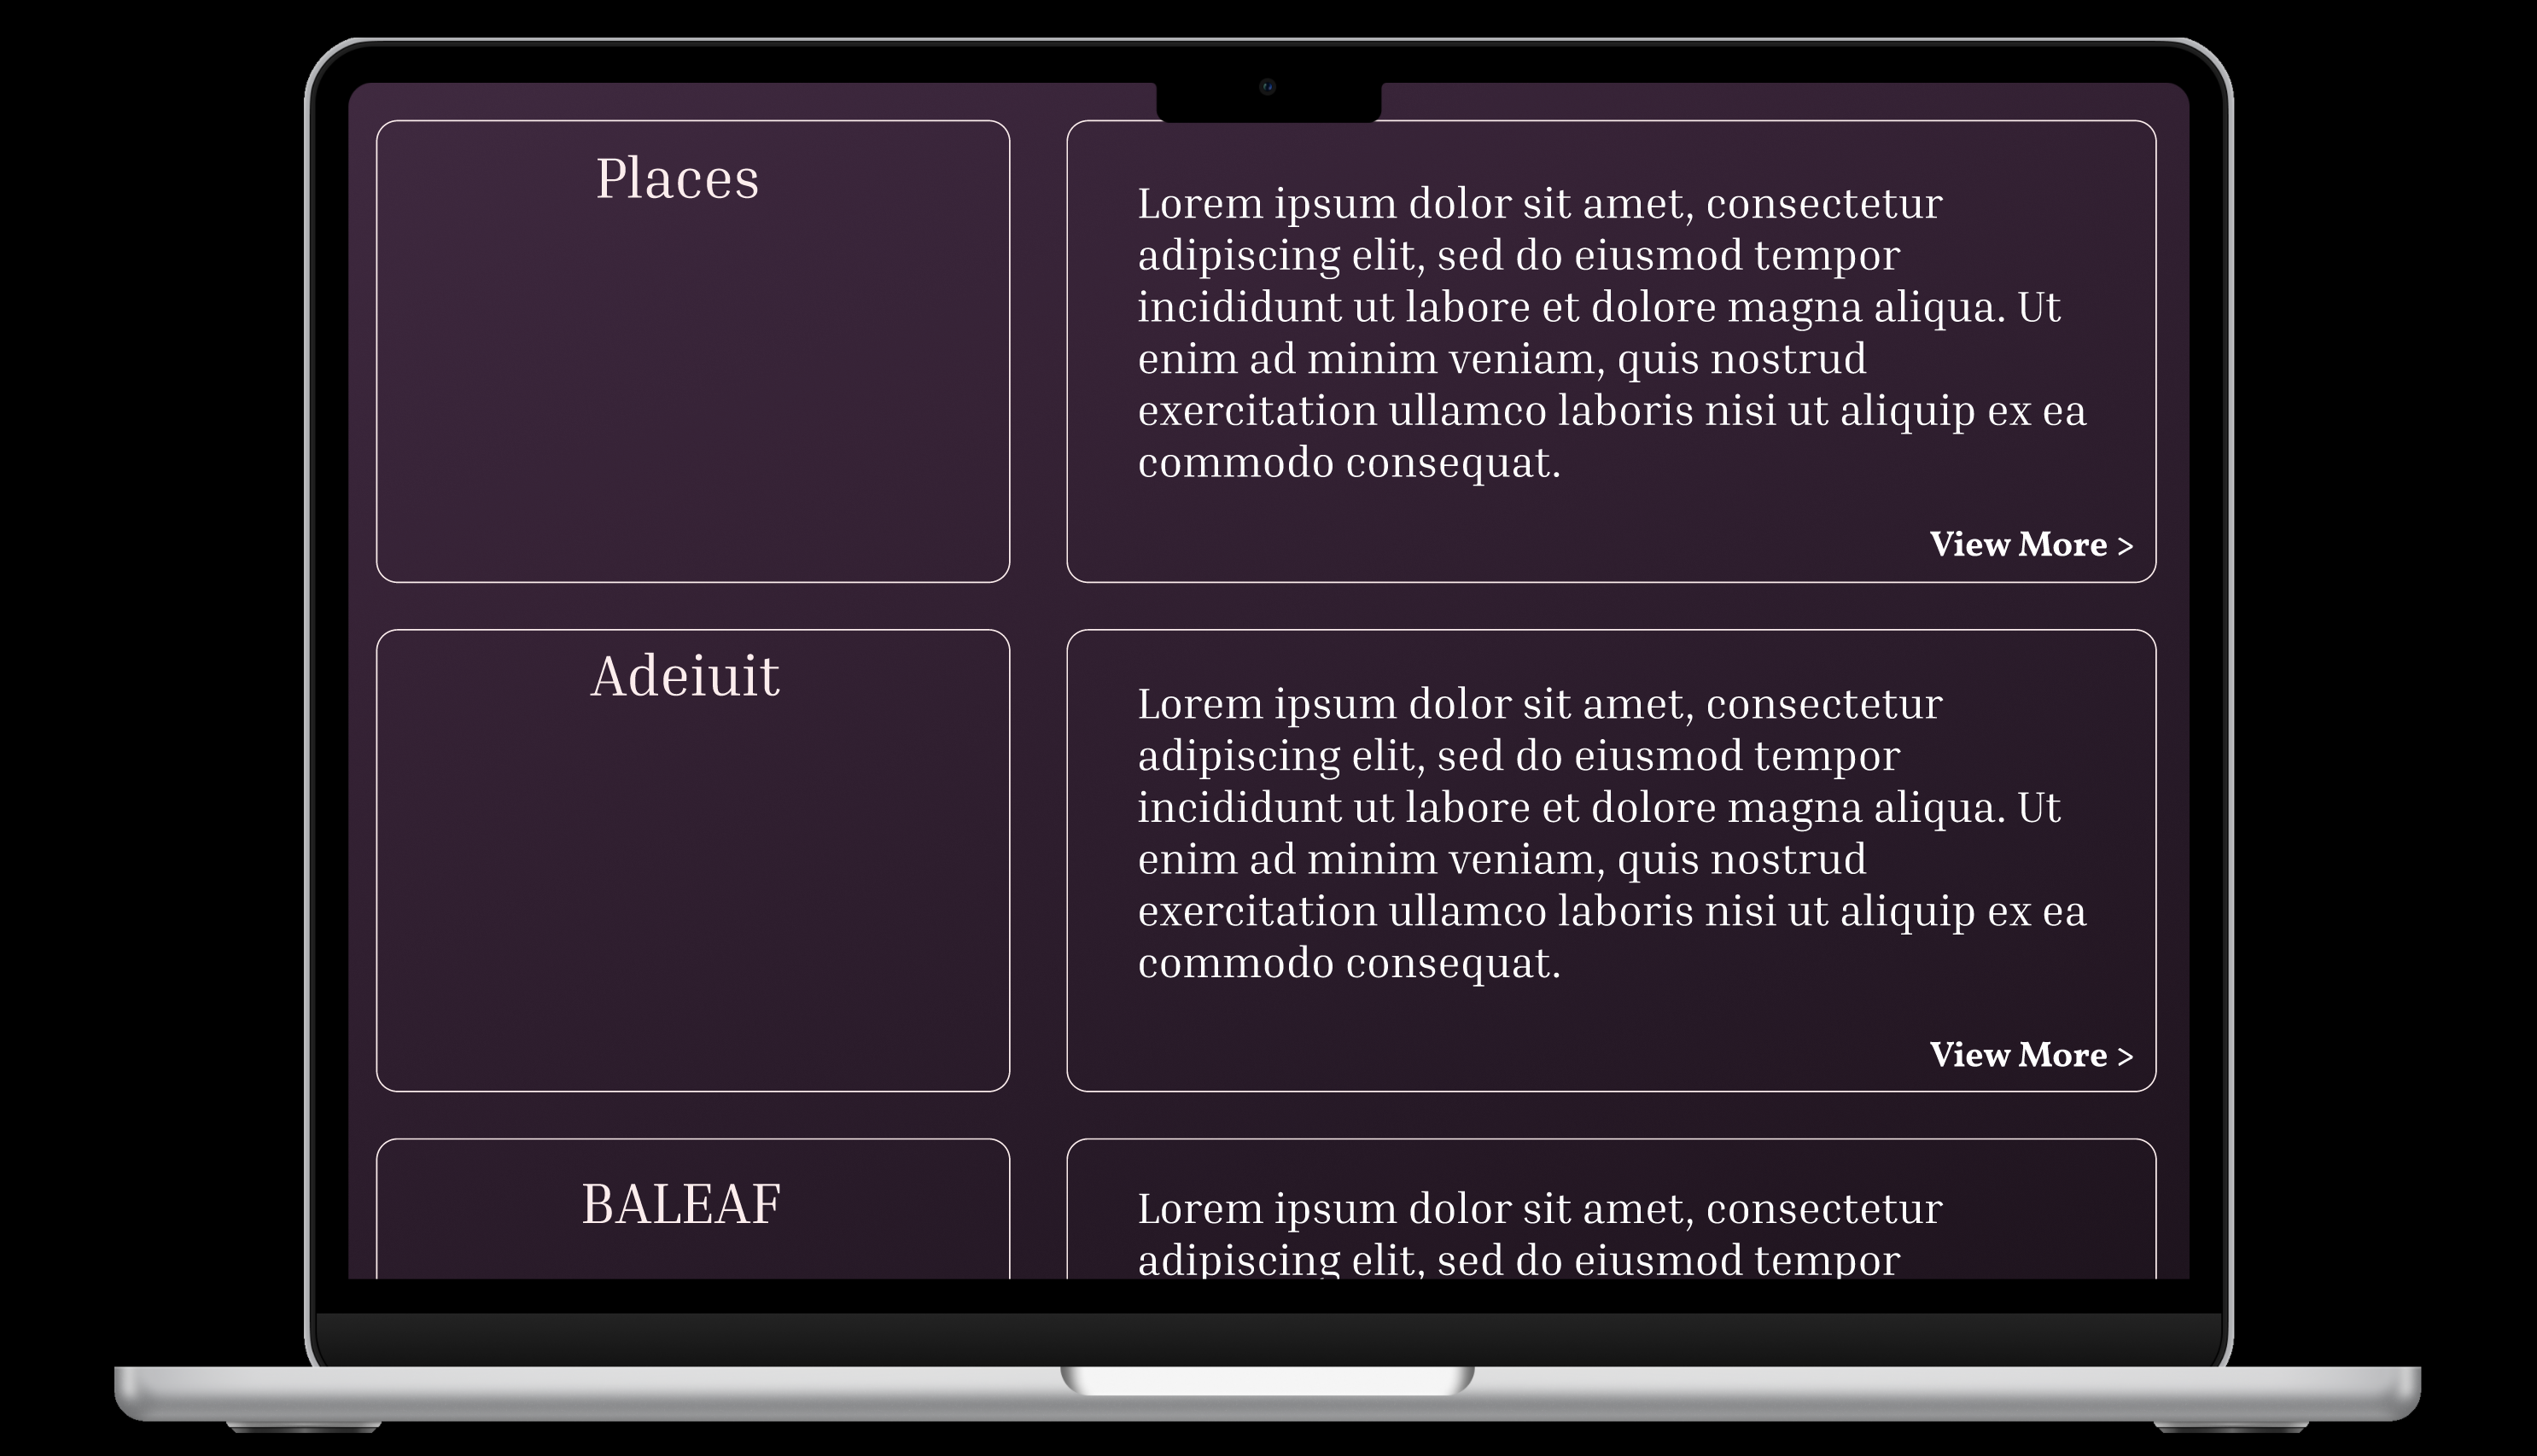 Places
Lorem ipsum dolor sit amet, consectetur
adipiscing elit, sed do eiusmod tempor
incididunt ut labore et dolore magna aliqua. Ut
enim ad minim veniam, quis nostrud
exercitation ullamco laboris nisi ut aliquip ex ea
commodo consequat.
View More >
Adeiuit
Lorem ipsum dolor sit amet, consectetur
adipiscing elit, sed do eiusmod tempor
incididunt ut labore et dolore magna aliqua. Ut
enim ad minim veniam, quis nostrud
exercitation ullamco laboris nisi ut aliquip ex ea
commodo consequat.
View More >
BALEAF
Lorem ipsum dolor sit amet, consectetur
adipiscing elit, sed do eiusmod tempor